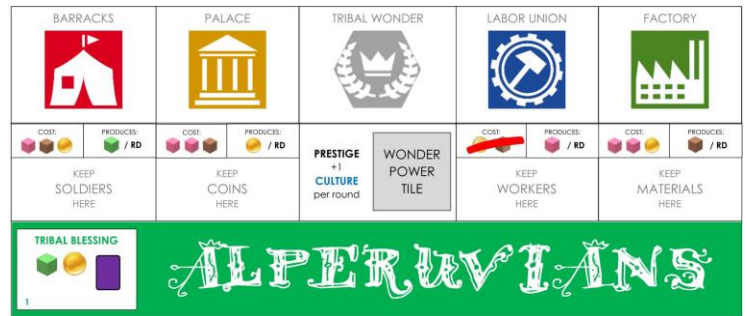 BARRACKS
PALACE
TRIBAL WONDER
LABOR UNION
FACTORY
COST:
PRODUCES:
/ RD
COST:
PRODUCES:
/ RD
COST:
PRODUCES:
/ RD
COST:
PRODUCES:
/ RD
KEEP
SOLDIERS
HERE
KEEP
COINS
HERE
PRESTIGE
+1
CULTURE
per round
WONDER
POWER
TILE
KEEP
WORKERS
HERE
KEEP
MATERIALS
HERE
TRIBAL BLESSING
1
ALPERUVIANS